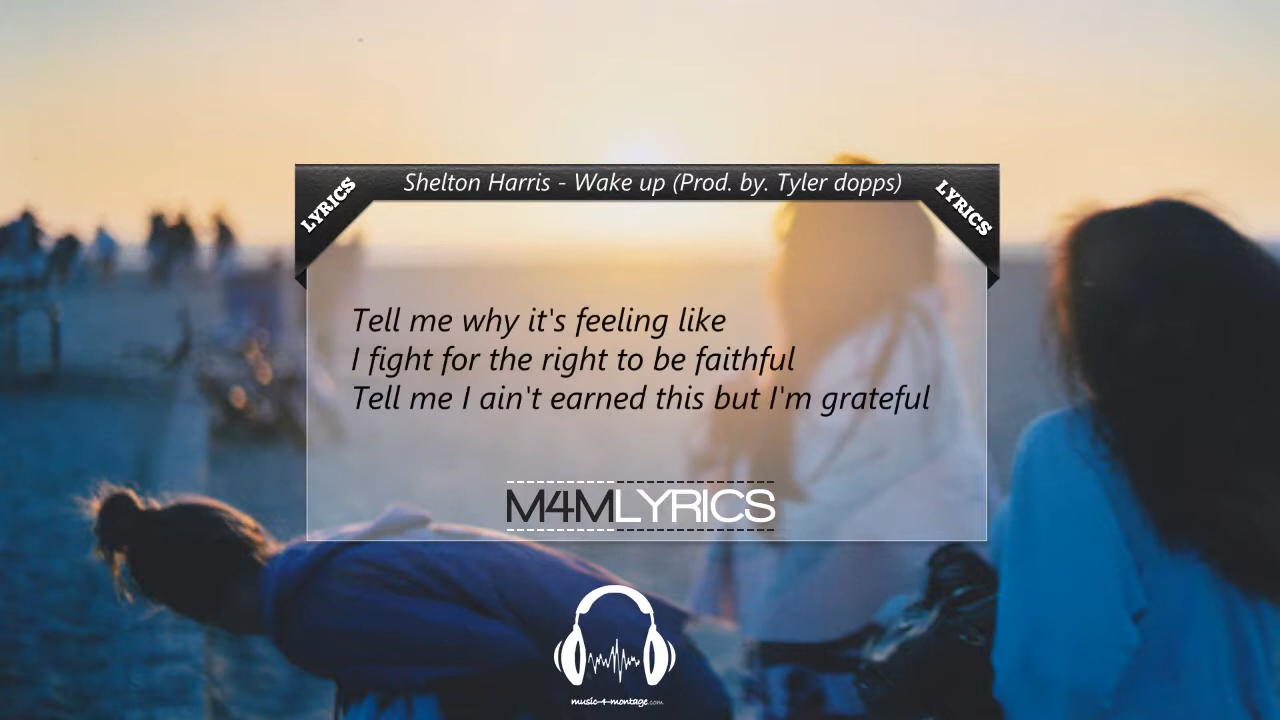 LYRICS
Shelton Harris - Wake up (Prod. by. Tyler dopps)
LYRICS
Tell me why it's feeling like
I fight for the right to be faithful
Tell me I ain't earned this but I'm grateful
M4MLYRICS
music-4-montage.com